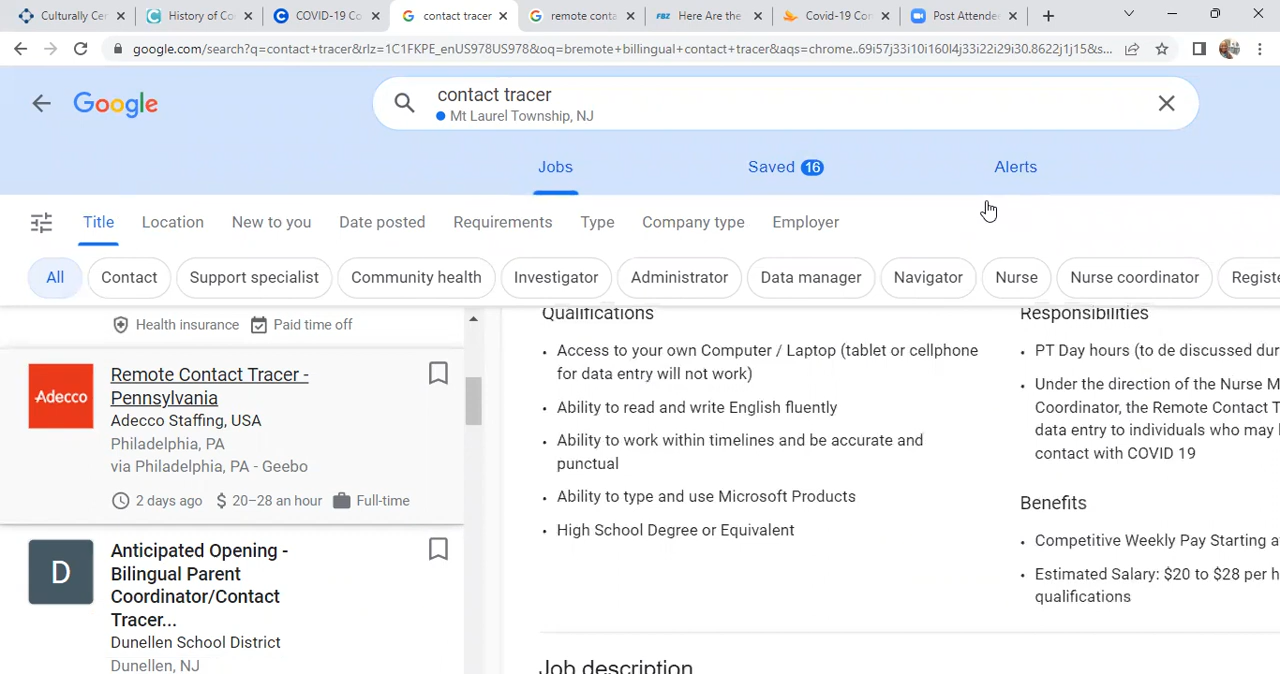 Culturally Cer
History of Co
COVID-19 Co
contact tracer
remote conta
FBZ Here Are the
Covid-19 Con
Post Attende
google.com/search?q=contact+tracer&rlz=1C1FKPE_enUS978US978&oq=bremote+billingual+contact+tracer&aqs=chrome..69i57j33i10i160l4j33i22i29i30.8622j1j15&s...
Google
contact tracer
Mt Laurel Township, NJ
Jobs
Saved 16
Alerts
Title
Location
New to you
Date posted
Requirements
Type
Company type
Employer
All
Contact
Support specialist
Community health
Investigator
Administrator
Data manager
Navigator
Nurse
Nurse coordinator
Registe
Health insurance
Paid time off
Adecco
Remote Contact Tracer -
Pennsylvania
Adecco Staffing, USA
Philadelphia, PA
via Philadelphia, PA - Geebo
2 days ago
$ 20–28 an hour
Full-time
D
Anticipated Opening -
Bilingual Parent
Coordinator/Contact
Tracer...
Dunellen School District
Dunellen, NJ
Qualifications
• Access to your own Computer / Laptop (tablet or cellphone
for data entry will not work)
• Ability to read and write English fluently
• Ability to work within timelines and be accurate and
punctual
• Ability to type and use Microsoft Products
• High School Degree or Equivalent
Responsibilities
• PT Day hours (to de discussed dur
• Under the direction of the Nurse M
Coordinator, the Remote Contact T
data entry to individuals who may
contact with COVID 19
Benefits
• Competitive Weekly Pay Starting a
• Estimated Salary: $20 to $28 per h
qualifications
Job description